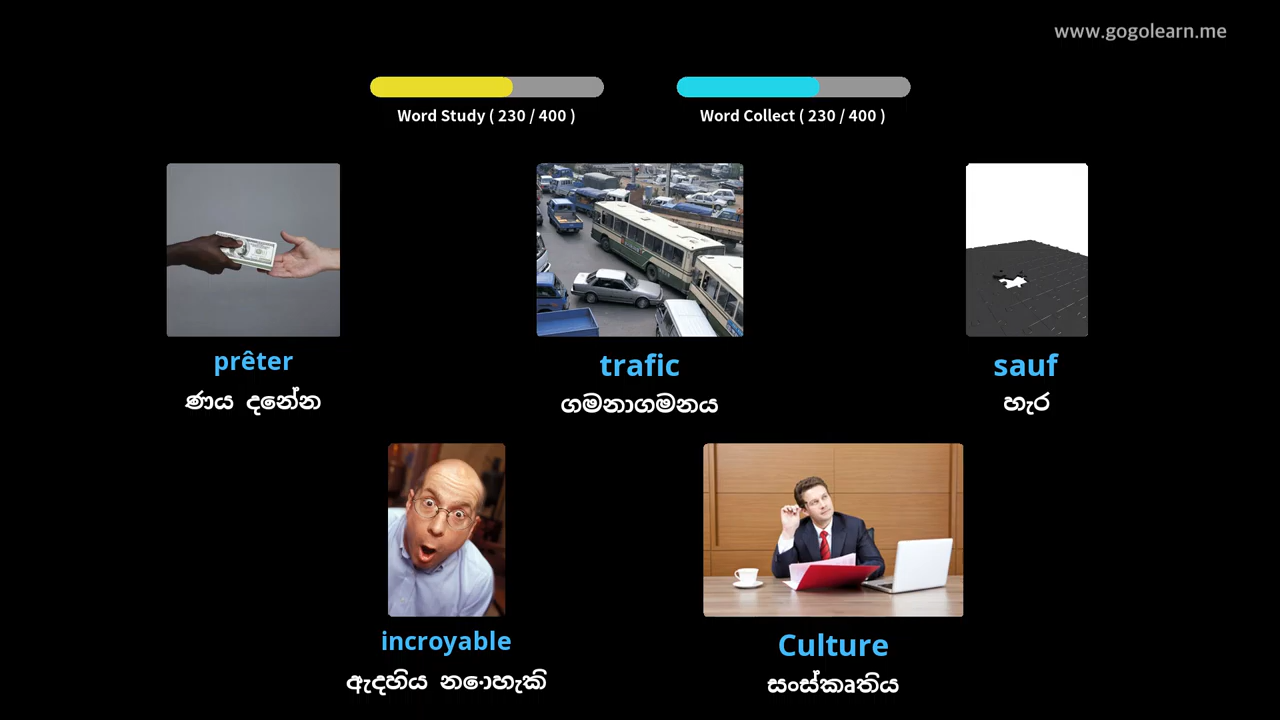 www.gogolearn.me
Word Study ( 230 / 400 )
Word Collect ( 230 / 400 )
prêter
ණය දනේන
trafic
ගමනාගමනය
sauf
හැර
incroyable
ඇදහිය නොහැකි
Culture
සංස්කෘතිය